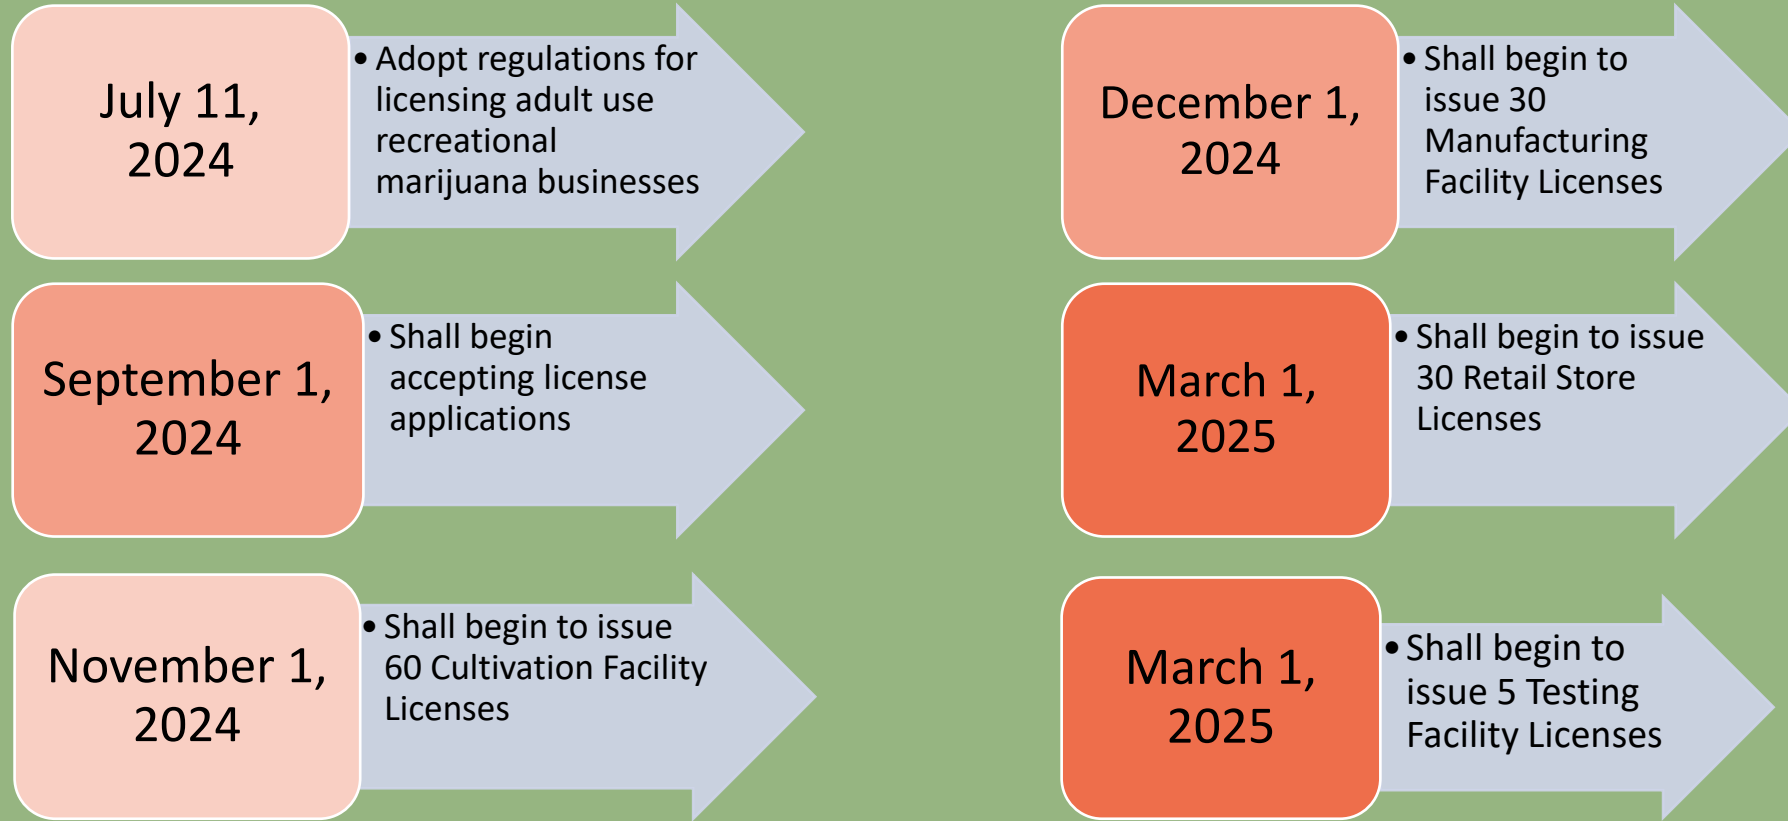 July 11,
2024
• Adopt regulations for
licensing adult use
recreational
marijuana businesses
September 1,
2024
• Shall begin
accepting license
applications
November 1,
2024
• Shall begin to issue
60 Cultivation Facility
Licenses
December 1,
2024
• Shall begin to
issue 30
Manufacturing
Facility Licenses
March 1,
2025
• Shall begin to issue
30 Retail Store
Licenses
March 1,
2025
• Shall begin to
issue 5 Testing
Facility Licenses